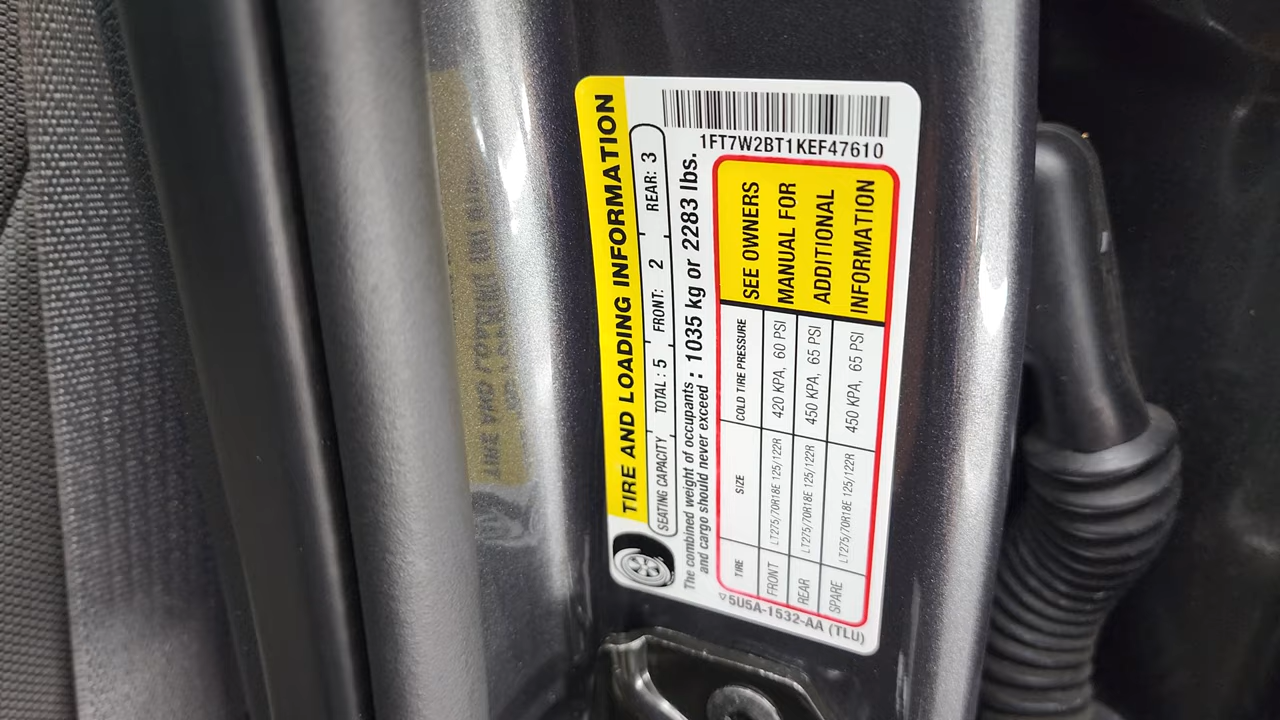 TIRE AND LOADING INFORMATION
SEATING CAPACITY TOTAL : 5 FRONT: 2 REAR: 3
The combined weight of occupants and cargo should never exceed : 1035 kg or 2283 lbs.
TIRE SIZE COLD TIRE PRESSURE
FRONT LT275/70R18E 125/122R 420 KPA, 60 PSI
REAR LT275/70R18E 125/122R 450 KPA, 65 PSI
SPARE LT275/70R18E 125/122R 450 KPA, 65 PSI
SEE OWNERS
MANUAL FOR
ADDITIONAL
INFORMATION
5U5A-1532-AA (TLU)
1FT7W2BT1KEF47610